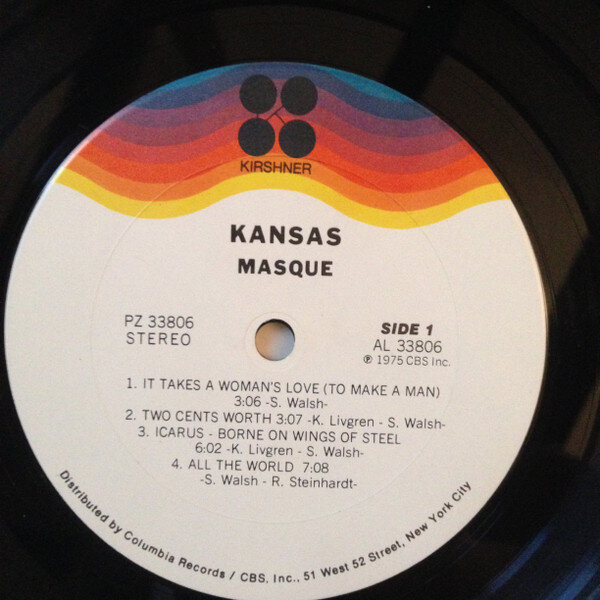 KIRSHNER
KANSAS
MASQUE
PZ 33806
STEREO
SIDE 1
AL 33806
℗ 1975 CBS Inc.
1. IT TAKES A WOMAN'S LOVE (TO MAKE A MAN)
3:06 -S. Walsh-
2. TWO CENTS WORTH 3:07 -K. Livgren - S. Walsh-
3. ICARUS - BORNE ON WINGS OF STEEL
6:02 -K. Livgren - S. Walsh-
4. ALL THE WORLD 7:08
-S. Walsh - R. Steinhardt-
Distributed by Columbia Records / CBS, Inc., 51 West 52 Street, New York City